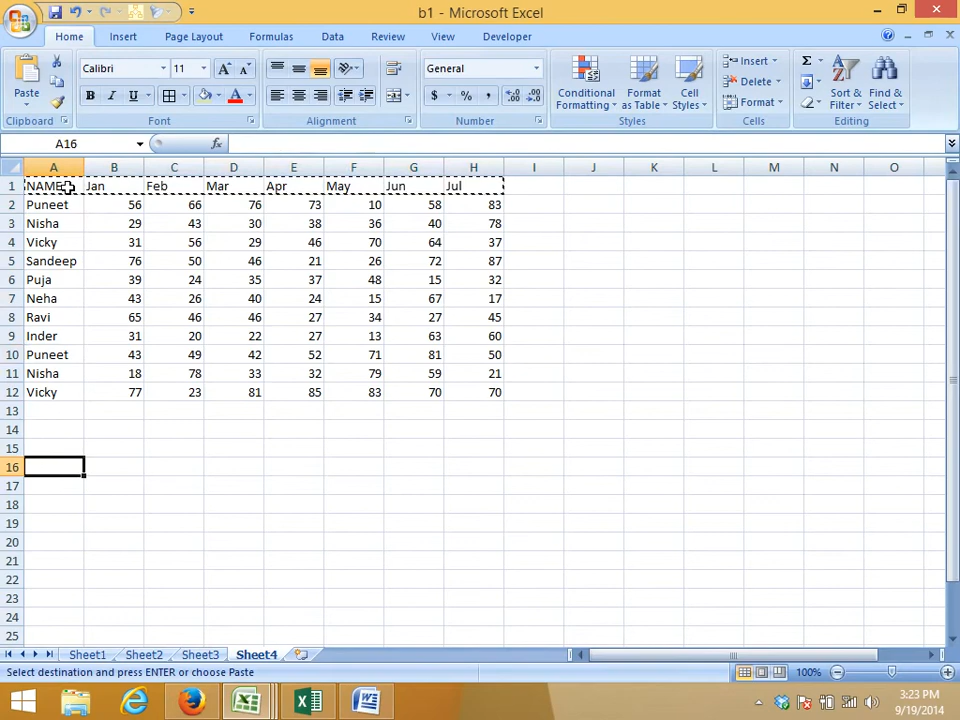 b1 - Microsoft Excel
Home Insert Page Layout Formulas Data Review View Developer
Paste
Clipboard
Calibri 11
B I U A
Font
Alignment
General
$ % ,
Number
Conditional Formatting
Format as Table
Cell Styles
Styles
Insert
Delete
Format
Cells
Σ
Sort & Filter
Find & Select
Editing
A16 fx
A B C D E F G H I J K L M N O
1 NAME Jan Feb Mar Apr May Jun Jul
2 Puneet 56 66 76 73 10 58 83
3 Nisha 29 43 30 38 36 40 78
4 Vicky 31 56 29 46 70 64 37
5 Sandeep 76 50 46 21 26 72 87
6 Puja 39 24 35 37 48 15 32
7 Neha 43 26 40 24 15 67 17
8 Ravi 65 46 46 27 34 27 45
9 Inder 31 20 22 27 13 63 60
10 Puneet 43 49 42 52 71 81 50
11 Nisha 18 78 33 32 79 59 21
12 Vicky 77 23 81 85 83 70 70
13
14
15
16
17
18
19
20
21
22
23
24
25
Sheet1 Sheet2 Sheet3 Sheet4
Select destination and press ENTER or choose Paste 100%
3:23 PM
9/19/2014